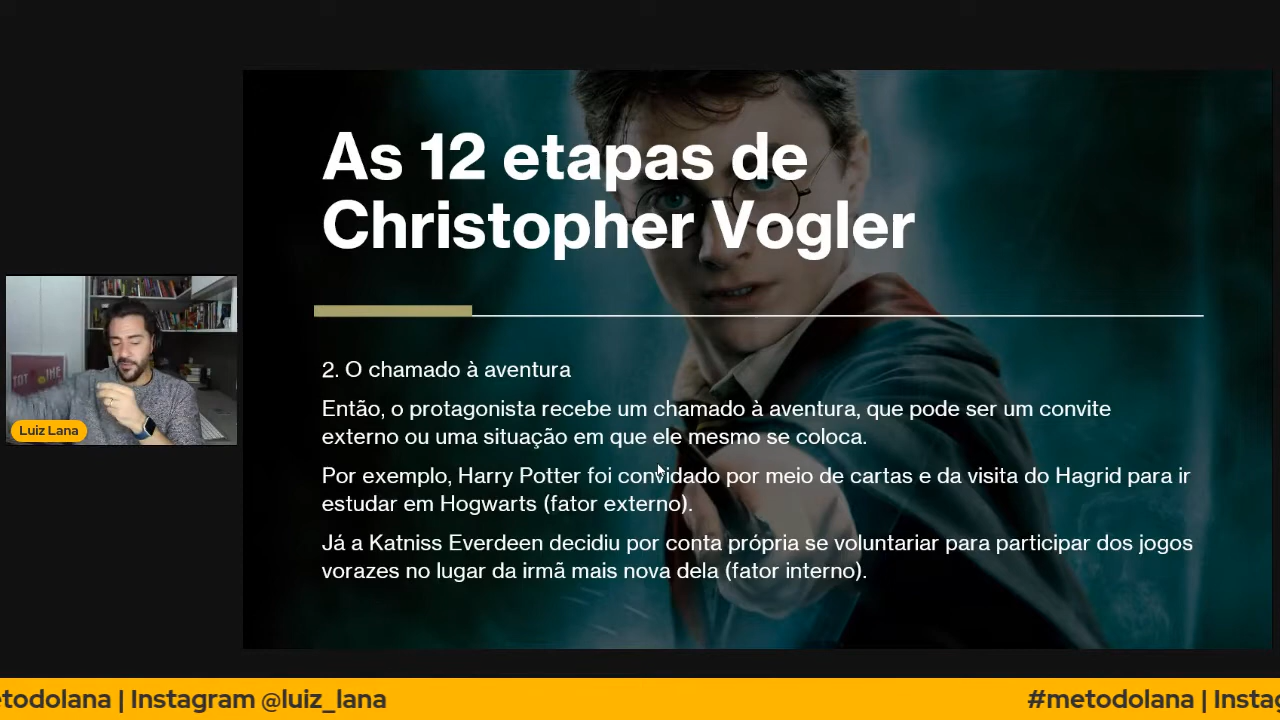 As 12 etapas de
Christopher Vogler
2. O chamado à aventura
Então, o protagonista recebe um chamado à aventura, que pode ser um convite
externo ou uma situação em que ele mesmo se coloca.
Por exemplo, Harry Potter foi convidado por meio de cartas e da visita do Hagrid para ir
estudar em Hogwarts (fator externo).
Já a Katniss Everdeen decidiu por conta própria se voluntariar para participar dos jogos
vorazes no lugar da irmã mais nova dela (fator interno).
Luiz Lana
etodolana | Instagram @luiz_lana
#metodolana | Instag